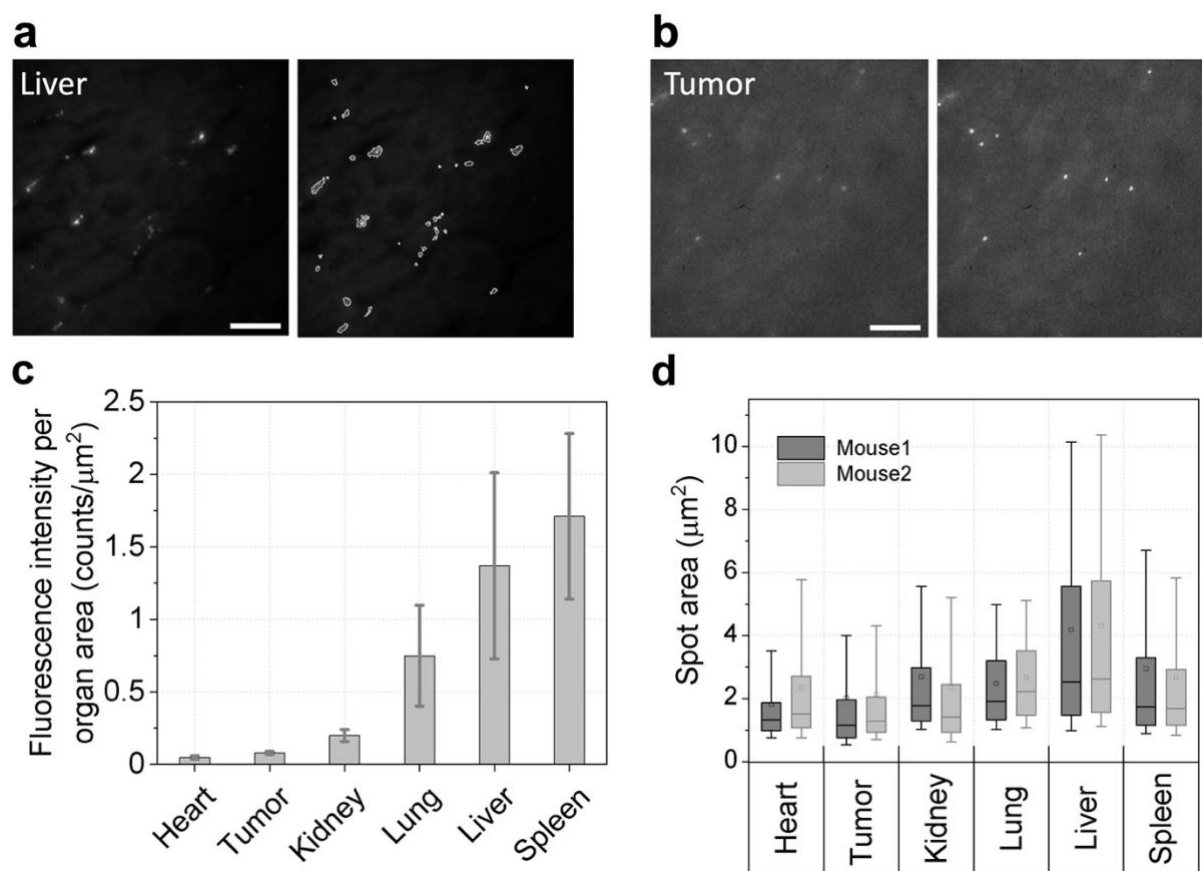 a
Liver
b
Tumor
c
Fluorescence intensity per
organ area (counts/μm²)
2.5
2
1.5
1
0.5
0
Heart
Tumor
Kidney
Lung
Liver
Spleen
d
Spot area (μm²)
10
8
6
4
2
0
Mouse1
Mouse2
Heart
Tumor
Kidney
Lung
Liver
Spleen